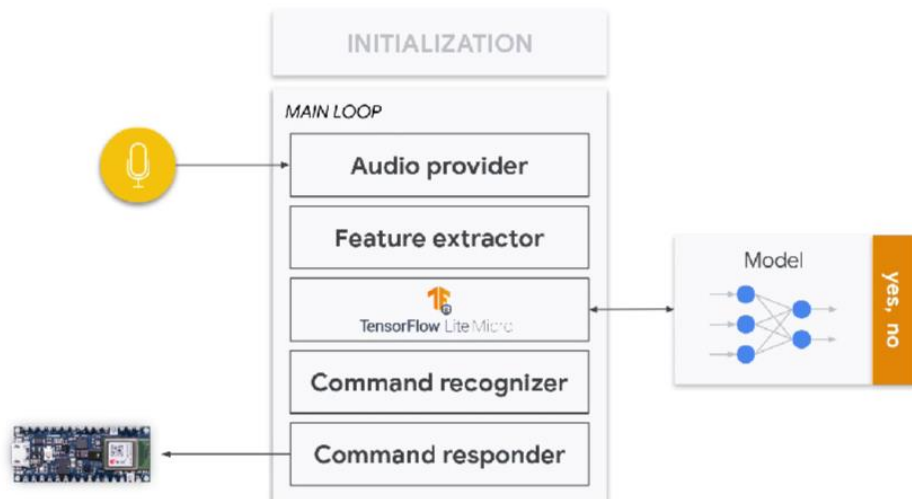 INITIALIZATION
MAIN LOOP
Audio provider
Feature extractor
TensorFlow Lite Micro
Command recognizer
Command responder
Model
yes, no